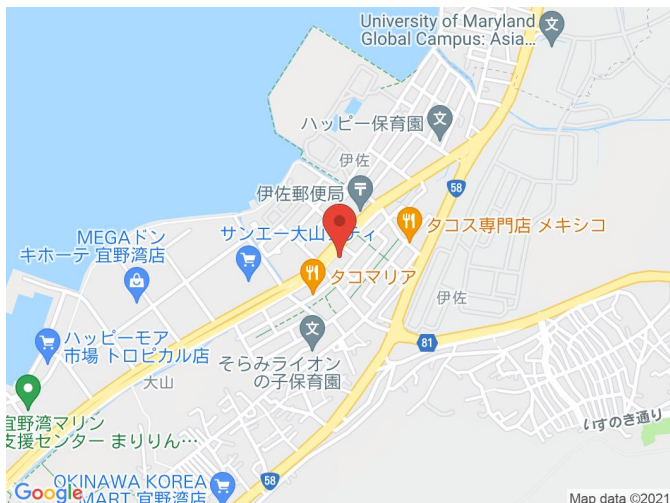 University of Maryland
Global Campus: Asia...
ハッピー保育園
伊佐
58
伊佐郵便局
タコス専門店 メキシコ
MEGAドン
キホーテ 宜野湾店
サンエー大山シティ
タコマリア
伊佐
ハッピーモア
市場 トロピカル店
81
そらみライオン
の子保育園
大山
宜野湾マリン
支援センター まりりん...
いすのき通り
OKINAWA KOREA
MART 宜野湾店
58
Google
Map data ©2021